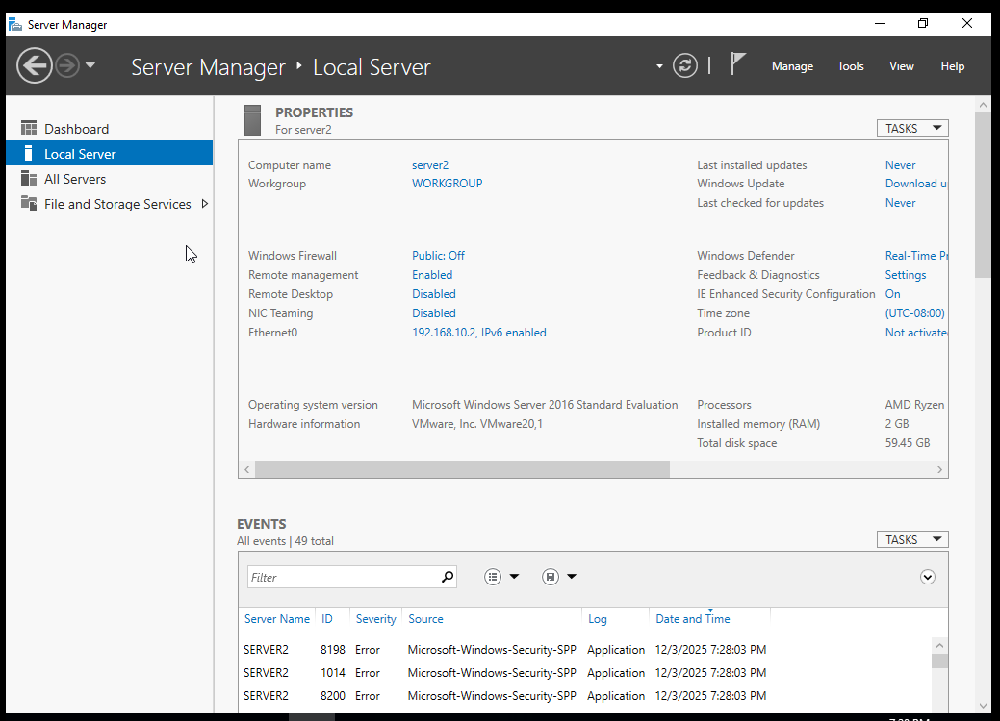 Server Manager
Server Manager ‣ Local Server
Manage Tools View Help
Dashboard
Local Server
All Servers
File and Storage Services
PROPERTIES
For server2
TASKS
Computer name server2 Last installed updates Never
Workgroup WORKGROUP Windows Update Download u
Last checked for updates Never
Windows Firewall Public: Off Windows Defender Real-Time Pr
Remote management Enabled Feedback & Diagnostics Settings
Remote Desktop Disabled IE Enhanced Security Configuration On
NIC Teaming Disabled Time zone (UTC-08:00)
Ethernet0 192.168.10.2, IPv6 enabled Product ID Not activate
Operating system version Microsoft Windows Server 2016 Standard Evaluation Processors AMD Ryzen
Hardware information VMware, Inc. VMware20,1 Installed memory (RAM) 2 GB
Total disk space 59.45 GB
EVENTS
All events | 49 total
TASKS
Filter
Server Name ID Severity Source Log Date and Time
SERVER2 8198 Error Microsoft-Windows-Security-SPP Application 12/3/2025 7:28:03 PM
SERVER2 1014 Error Microsoft-Windows-Security-SPP Application 12/3/2025 7:28:03 PM
SERVER2 8200 Error Microsoft-Windows-Security-SPP Application 12/3/2025 7:28:03 PM